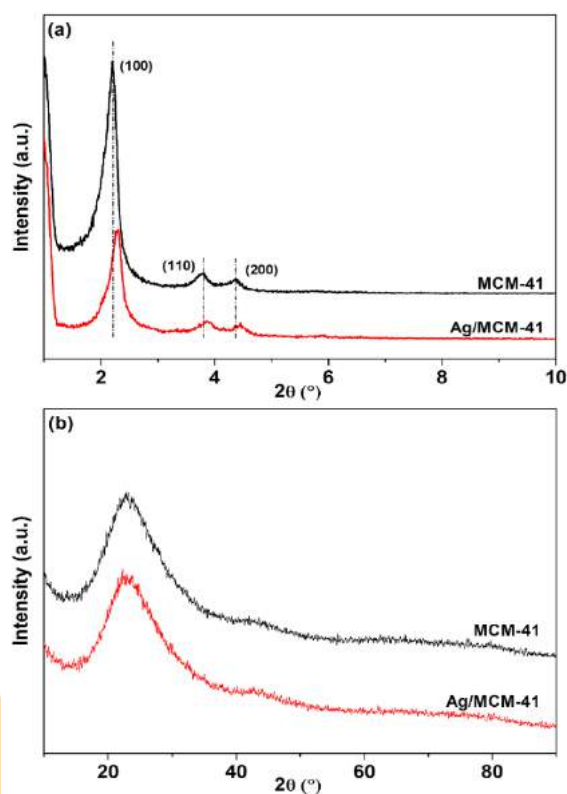 (a)
(100)
(110)
(200)
MCM-41
Ag/MCM-41
Intensity (a.u.)
2 4 6 8 10
2θ (°)
(b)
MCM-41
Ag/MCM-41
Intensity (a.u.)
20 40 60 80
2θ (°)